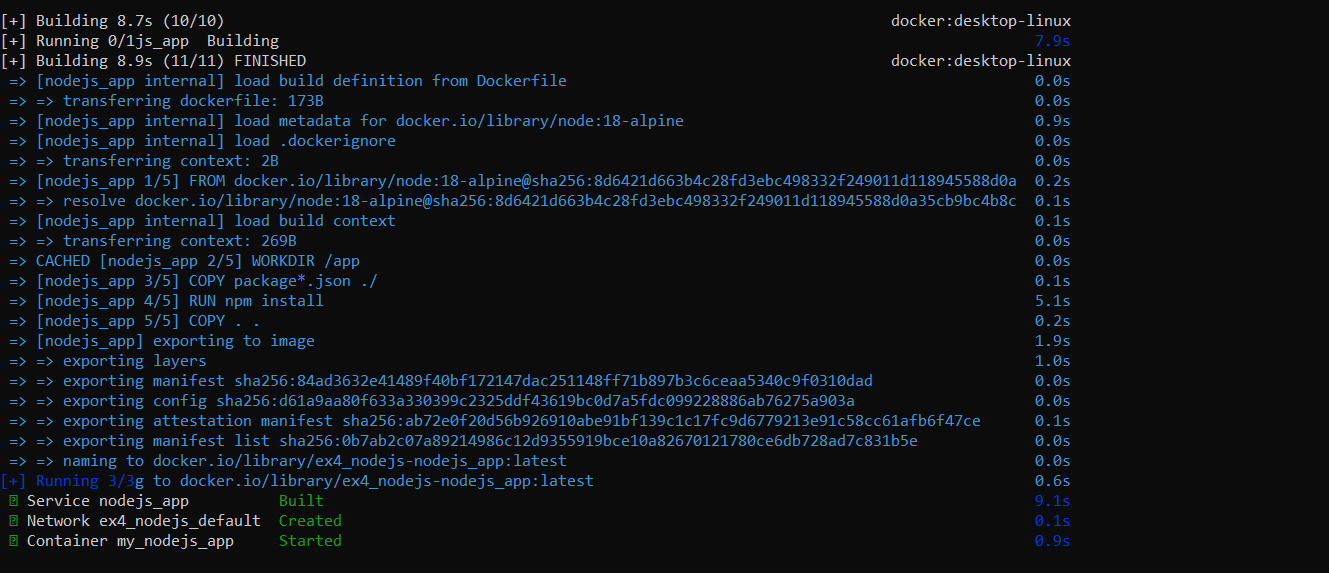 [+] Building 8.7s (10/10) docker:desktop-linux
[+] Running 0/1js_app Building 7.9s
[+] Building 8.9s (11/11) FINISHED docker:desktop-linux
=> [nodejs_app internal] load build definition from Dockerfile 0.0s
=> => transferring dockerfile: 173B 0.0s
=> [nodejs_app internal] load metadata for docker.io/library/node:18-alpine 0.9s
=> [nodejs_app internal] load .dockerignore 0.0s
=> => transferring context: 2B 0.0s
=> [nodejs_app 1/5] FROM docker.io/library/node:18-alpine@sha256:8d6421d663b4c28fd3ebc498332f249011d118945588d0a 0.2s
=> => resolve docker.io/library/node:18-alpine@sha256:8d6421d663b4c28fd3ebc498332f249011d118945588d0a35cb9bc4b8c 0.1s
=> [nodejs_app internal] load build context 0.1s
=> => transferring context: 269B 0.0s
=> CACHED [nodejs_app 2/5] WORKDIR /app 0.0s
=> [nodejs_app 3/5] COPY package*.json ./ 0.1s
=> [nodejs_app 4/5] RUN npm install 5.1s
=> [nodejs_app 5/5] COPY . . 0.2s
=> [nodejs_app] exporting to image 1.9s
=> => exporting layers 1.0s
=> => exporting manifest sha256:84ad3632e41489f40bf172147dac251148ff71b897b3c6ceaa5340c9f0310dad 0.0s
=> => exporting config sha256:d61a9aa80f633a330399c2325ddf43619bc0d7a5fdc099228886ab76275a903a 0.0s
=> => exporting attestation manifest sha256:ab72e0f20d56b926910abe91bf139c1c17fc9d6779213e91c58cc61afb6f47ce 0.1s
=> => exporting manifest list sha256:0b7ab2c07a89214986c12d9355919bce10a82670121780ce6db728ad7c831b5e 0.0s
=> => naming to docker.io/library/ex4_nodejs-nodejs_app:latest 0.0s
[+] Running 3/3g to docker.io/library/ex4_nodejs-nodejs_app:latest 0.6s
Service nodejs_app Built 9.1s
Network ex4_nodejs_default Created 0.1s
Container my_nodejs_app Started 0.9s